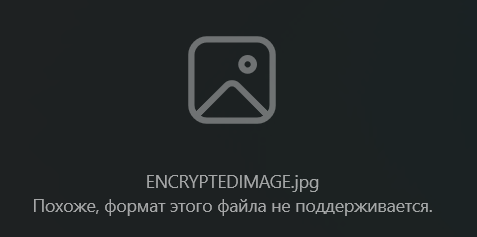 ENCRYPTEDIMAGE.jpg
Похоже, формат этого файла не поддерживается.